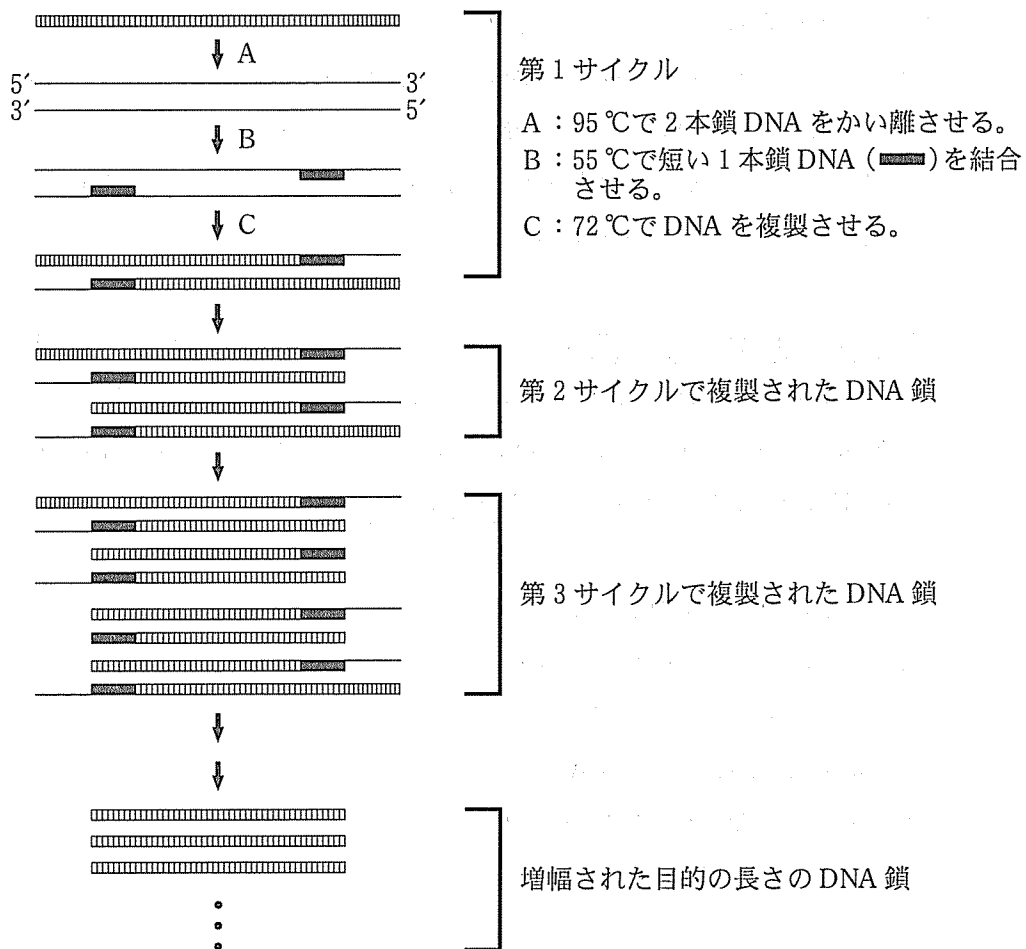 A
5′ 3′
3′ 5′
B
C
第1サイクル
A：95℃で2本鎖DNAをかい離させる。
B：55℃で短い1本鎖DNA（ ）を結合
させる。
C：72℃でDNAを複製させる。
第2サイクルで複製されたDNA鎖
第3サイクルで複製されたDNA鎖
増幅された目的の長さのDNA鎖